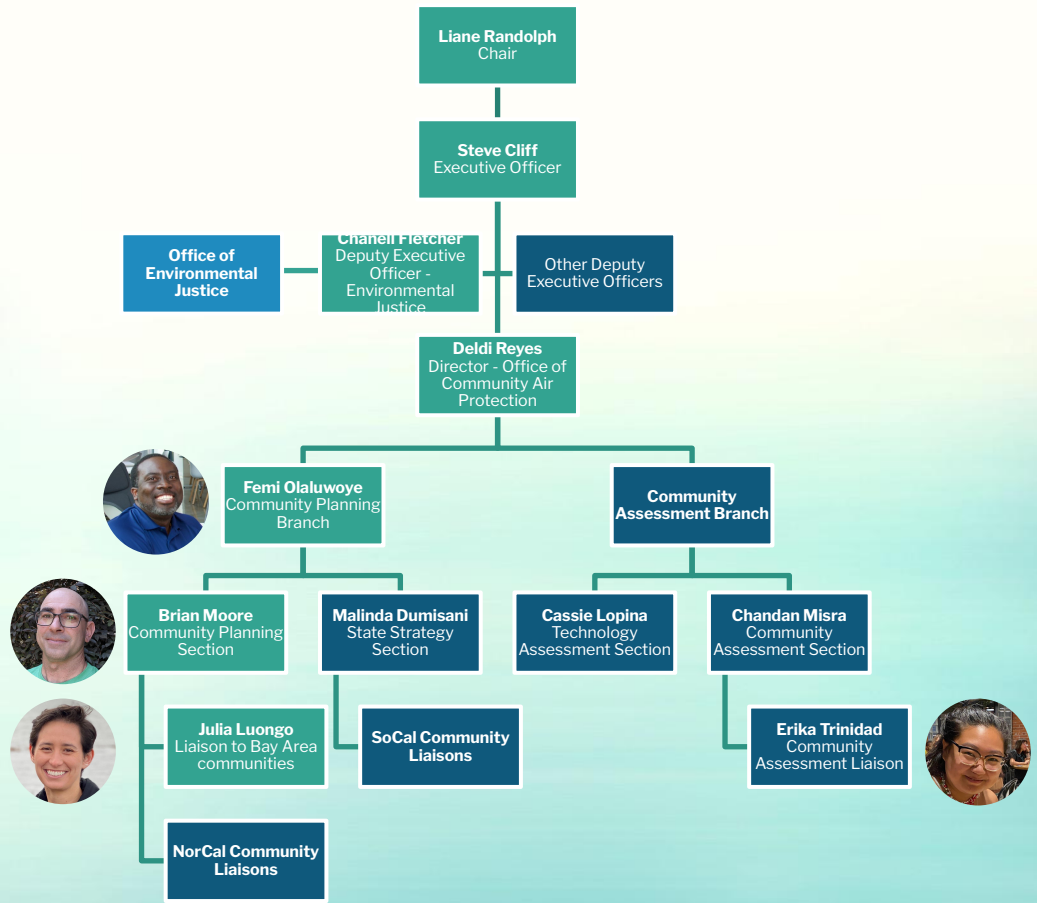 Liane Randolph
Chair
Steve Cliff
Executive Officer
Office of
Environmental
Justice
Chanell Fletcher
Deputy Executive
Officer -
Environmental
Justice
Other Deputy
Executive Officers
Deldi Reyes
Director - Office of
Community Air
Protection
Femi Olaluwoye
Community Planning
Branch
Community
Assessment Branch
Brian Moore
Community Planning
Section
Malinda Dumisani
State Strategy
Section
Cassie Lopina
Technology
Assessment Section
Chandan Misra
Community
Assessment Section
Julia Luongo
Liaison to Bay Area
communities
SoCal Community
Liaisons
Erika Trinidad
Community
Assessment Liaison
NorCal Community
Liaisons